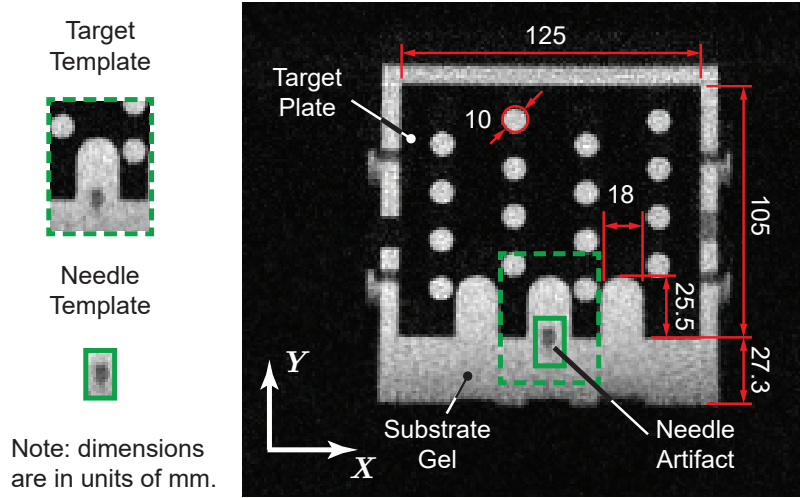 Target
Template
Needle
Template
Note: dimensions
are in units of mm.
125
Target
Plate
10
18
105
25.5
27.3
Y
X
Substrate
Gel
Needle
Artifact